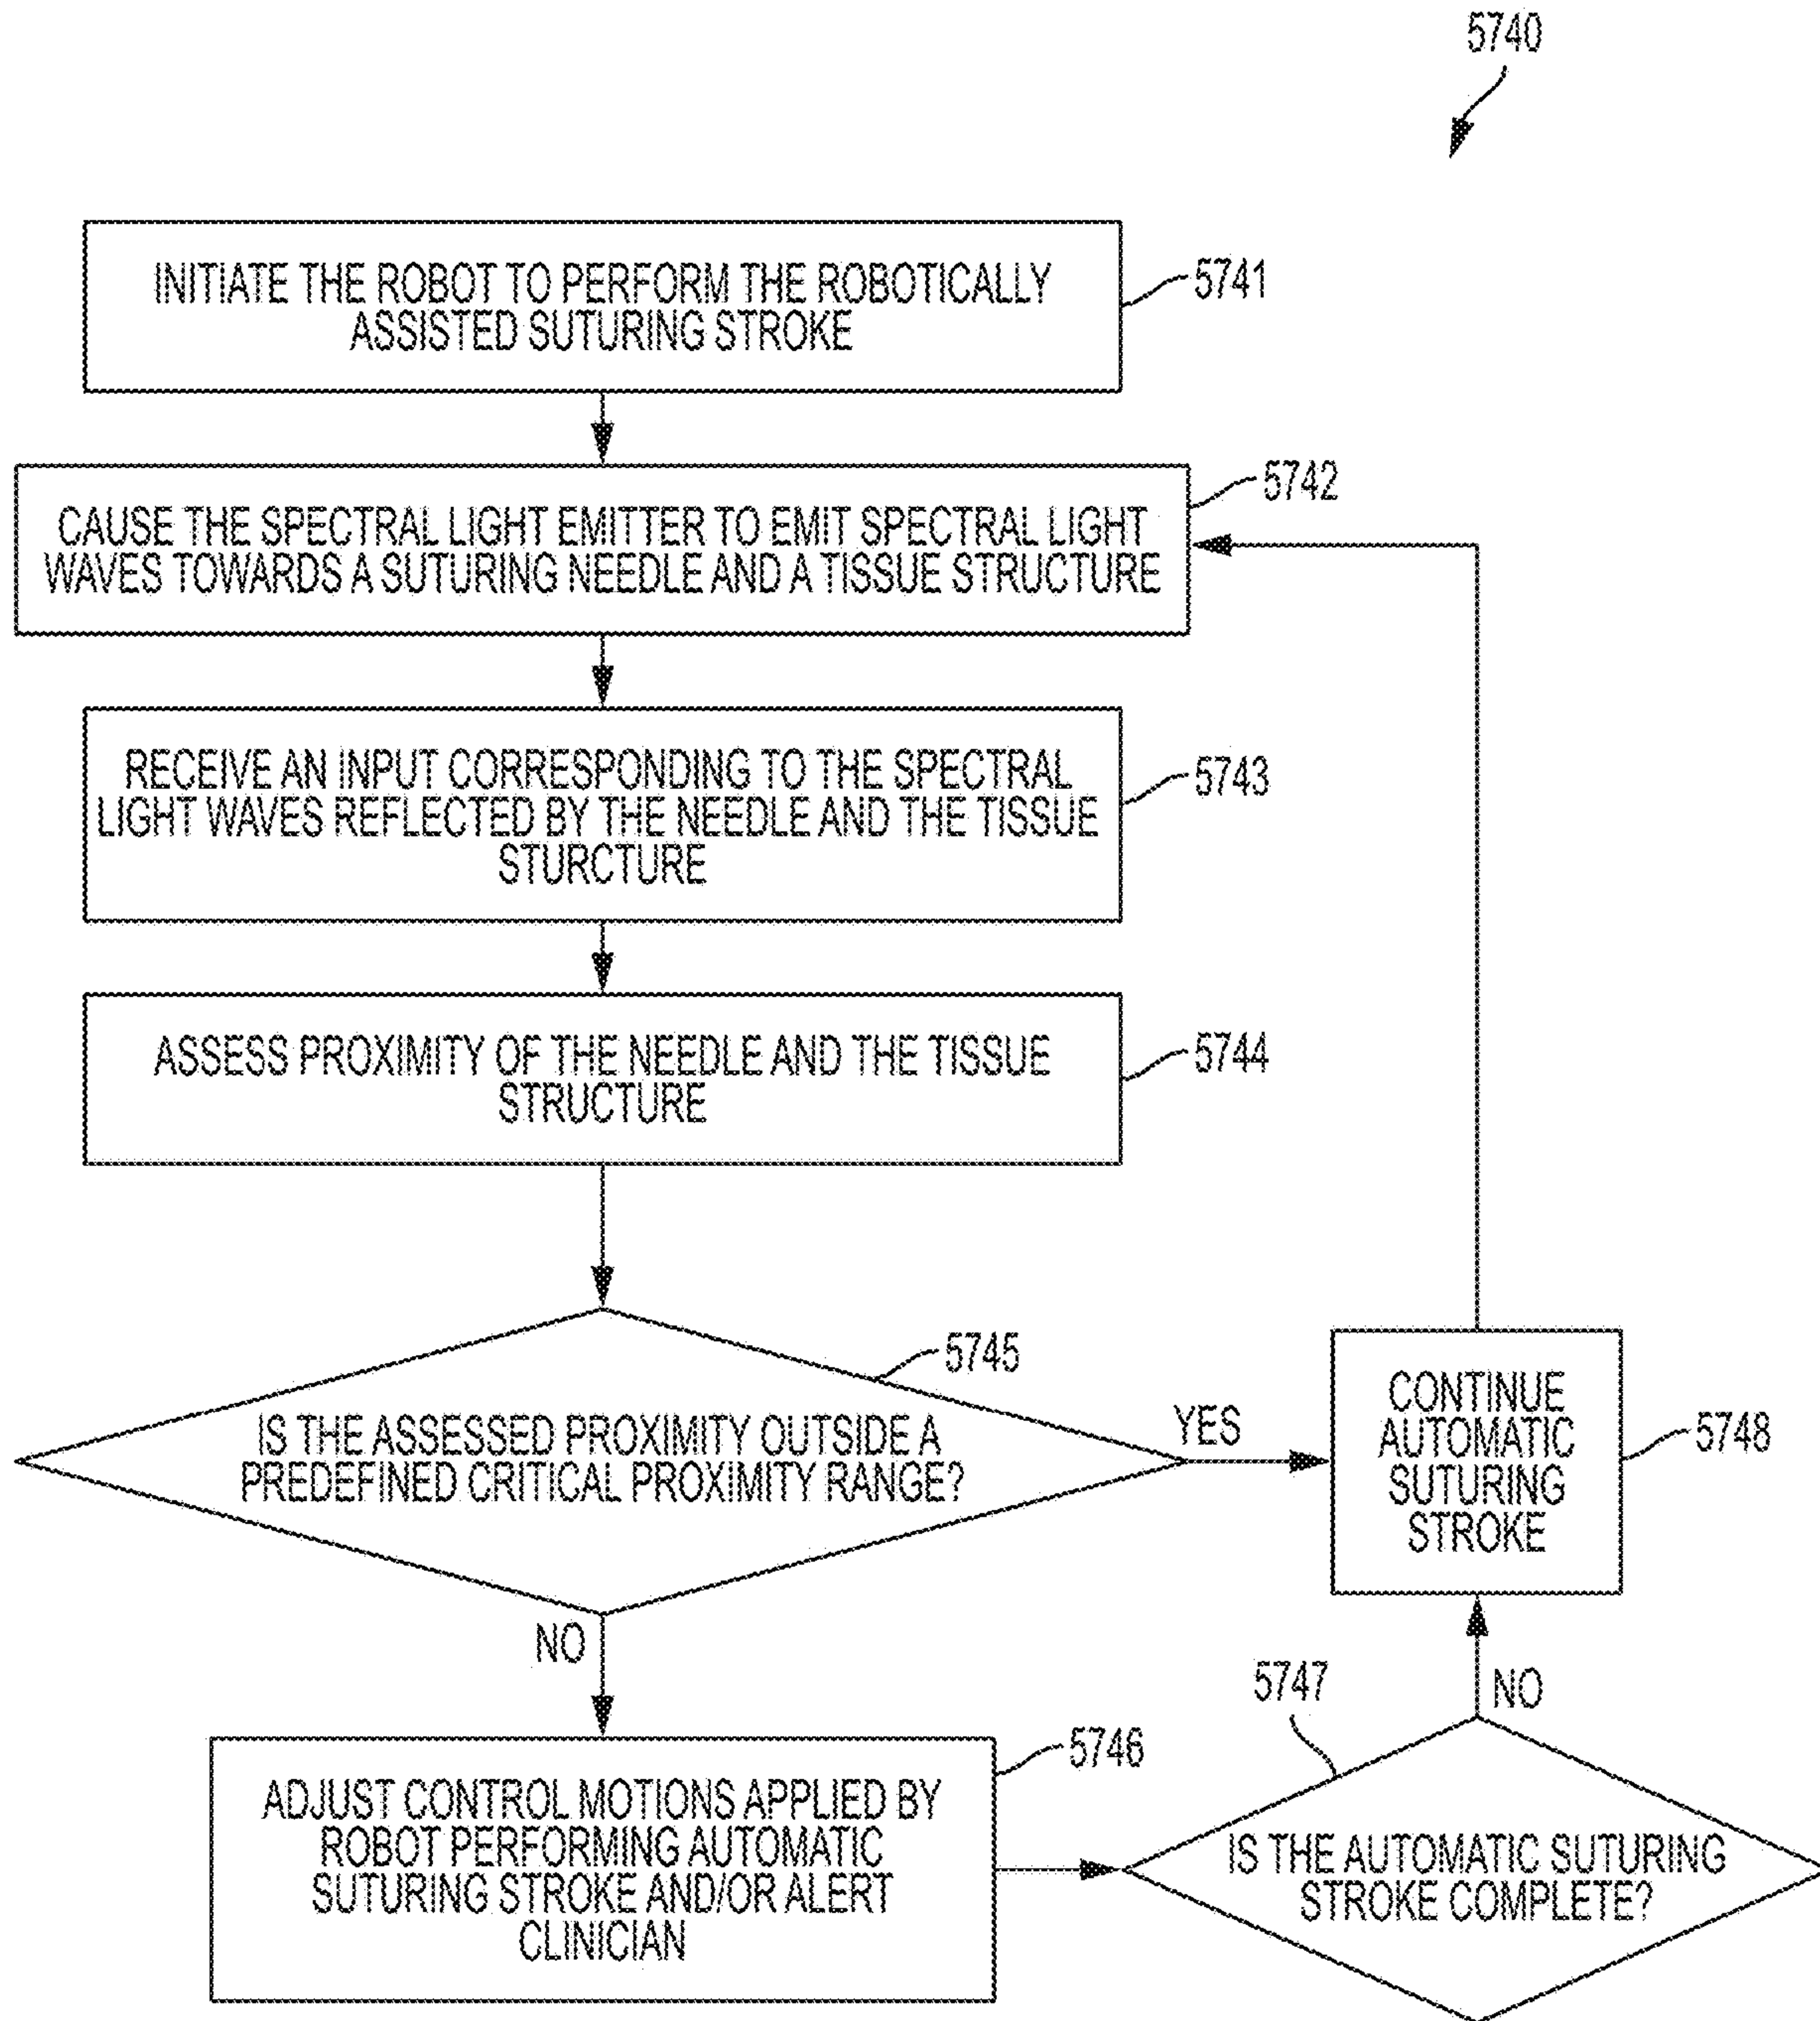 5740
INITIATE THE ROBOT TO PERFORM THE ROBOTICALLY
ASSISTED SUTURING STROKE
5741
CAUSE THE SPECTRAL LIGHT EMITTER TO EMIT SPECTRAL LIGHT
WAVES TOWARDS A SUTURING NEEDLE AND A TISSUE STRUCTURE
5742
RECEIVE AN INPUT CORRESPONDING TO THE SPECTRAL
LIGHT WAVES REFLECTED BY THE NEEDLE AND THE TISSUE
STURCTURE
5743
ASSESS PROXIMITY OF THE NEEDLE AND THE TISSUE
STRUCTURE
5744
IS THE ASSESSED PROXIMITY OUTSIDE A
PREDEFINED CRITICAL PROXIMITY RANGE?
5745
YES
CONTINUE
AUTOMATIC
SUTURING
STROKE
5748
NO
ADJUST CONTROL MOTIONS APPLIED BY
ROBOT PERFORMING AUTOMATIC
SUTURING STROKE AND/OR ALERT
CLINICIAN
5746
IS THE AUTOMATIC SUTURING
STROKE COMPLETE?
5747
NO